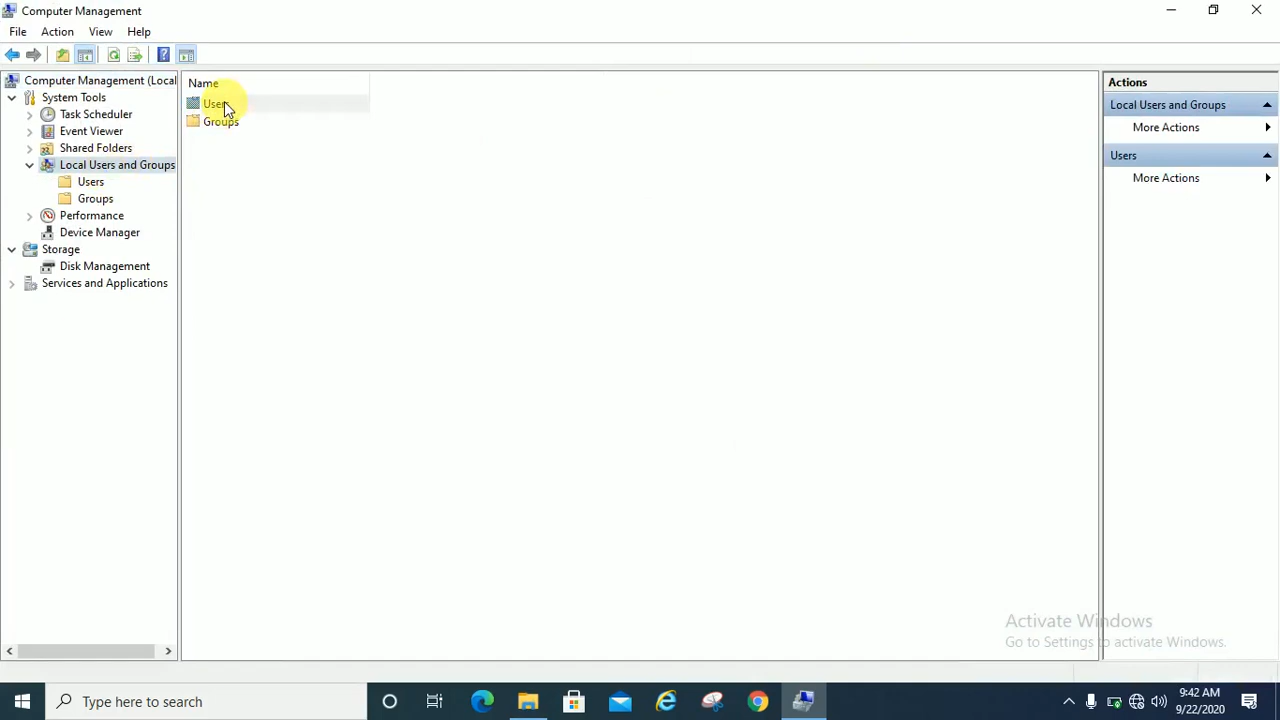 Computer Management
File Action View Help
Computer Management (Local
System Tools
Task Scheduler
Event Viewer
Shared Folders
Local Users and Groups
Users
Groups
Performance
Device Manager
Storage
Disk Management
Services and Applications
Name
Users
Groups
Actions
Local Users and Groups
More Actions
Users
More Actions
Activate Windows
Go to Settings to activate Windows.
Type here to search
9:42 AM
9/22/2020